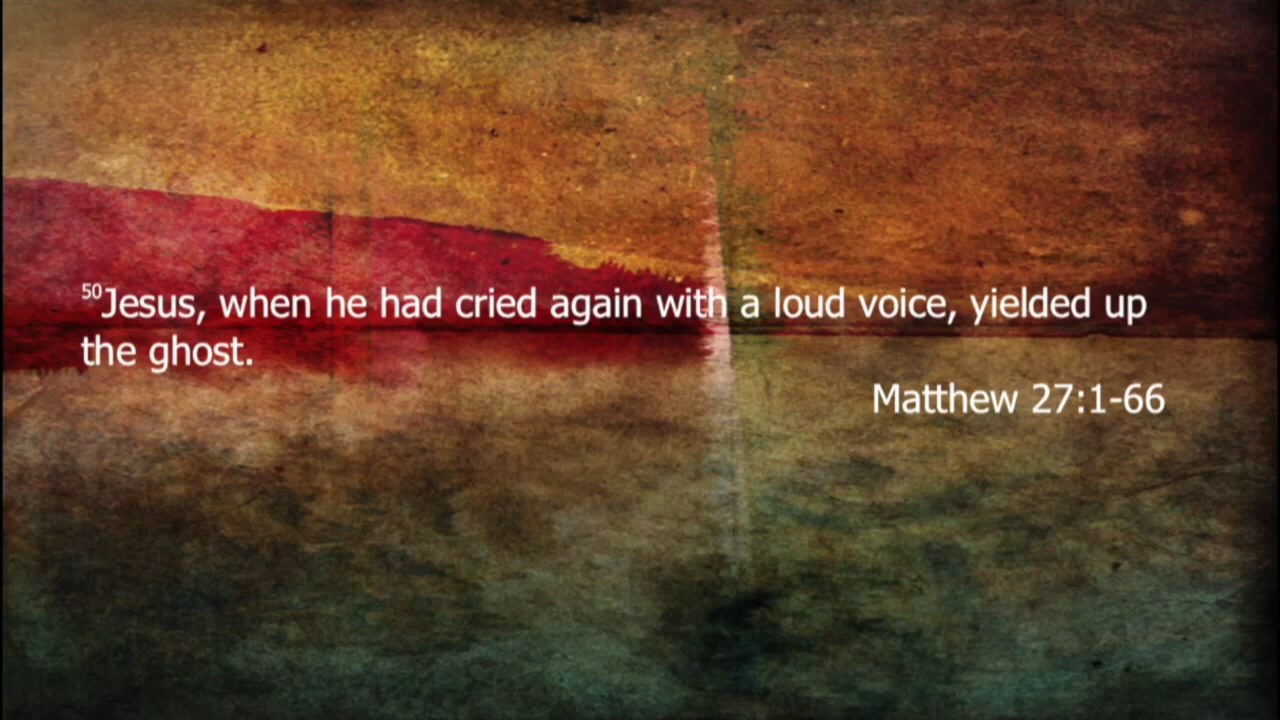 50Jesus, when he had cried again with a loud voice, yielded up
the ghost.
Matthew 27:1-66